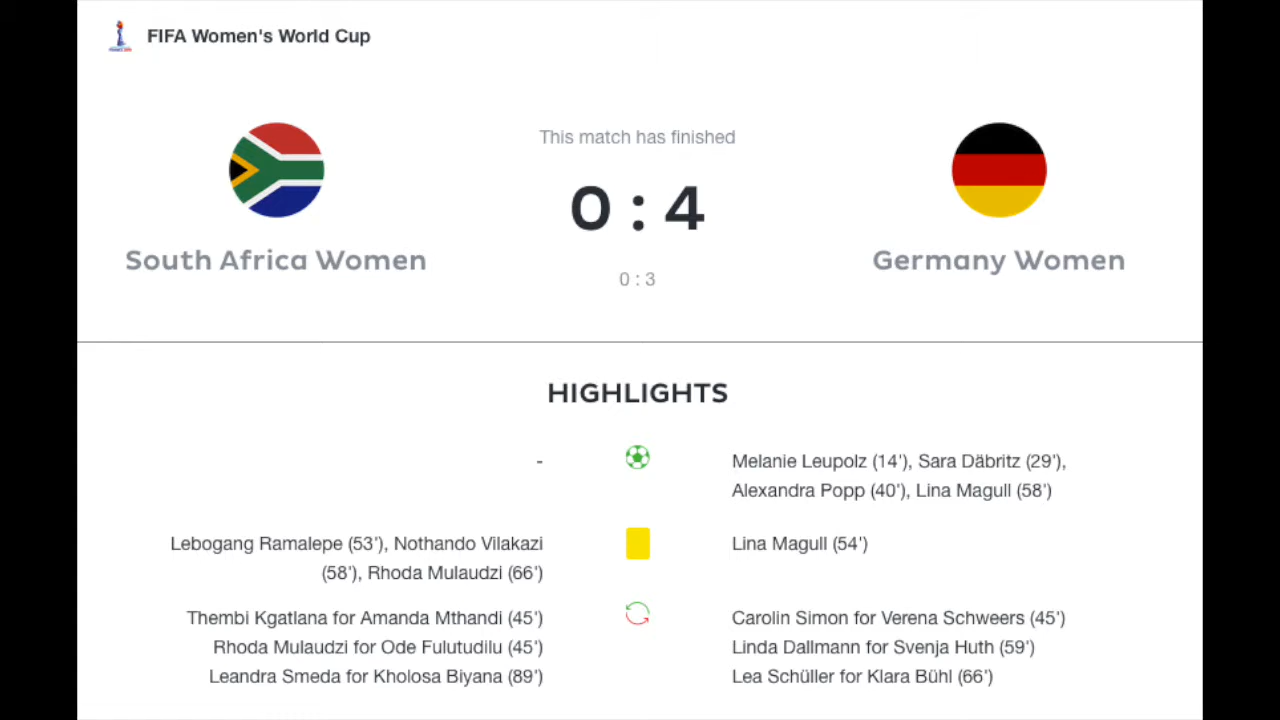 FIFA Women's World Cup
This match has finished
0 : 4
South Africa Women
Germany Women
0 : 3
HIGHLIGHTS
-
Melanie Leupolz (14'), Sara Däbritz (29'),
Alexandra Popp (40'), Lina Magull (58')
Lebogang Ramalepe (53'), Nothando Vilakazi
(58'), Rhoda Mulaudzi (66')
Lina Magull (54')
Thembi Kgatlana for Amanda Mthandi (45')
Rhoda Mulaudzi for Ode Fulutudilu (45')
Leandra Smeda for Kholosa Biyana (89')
Carolin Simon for Verena Schweers (45')
Linda Dallmann for Svenja Huth (59')
Lea Schüller for Klara Bühl (66')